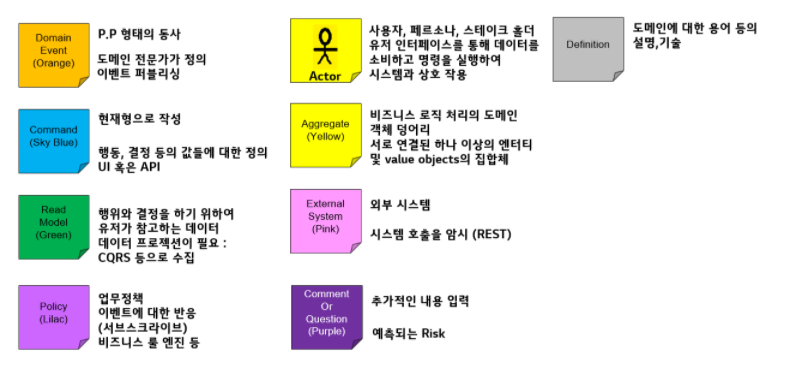 Domain
Event
(Orange)
P.P 형태의 동사
도메인 전문가가 정의
이벤트 퍼블리싱
Actor
사용자, 페르소나, 스테이크 홀더
유저 인터페이스를 통해 데이터를
소비하고 명령을 실행하여
시스템과 상호 작용
Definition
도메인에 대한 용어 등의
설명,기술
Command
(Sky Blue)
현재형으로 작성
행동, 결정 등의 값들에 대한 정의
UI 혹은 API
Aggregate
(Yellow)
비즈니스 로직 처리의 도메인
객체 덩어리
서로 연결된 하나 이상의 엔터티
및 value objects의 집합체
Read
Model
(Green)
행위와 결정을 하기 위하여
유저가 참고하는 데이터
데이터 프로젝션이 필요 :
CQRS 등으로 수집
External
System
(Pink)
외부 시스템
시스템 호출을 암시 (REST)
Policy
(Lilac)
업무정책
이벤트에 대한 반응
(서브스크라이브)
비즈니스 룰 엔진 등
Comment
Or
Question
(Purple)
추가적인 내용 입력
예측되는 Risk